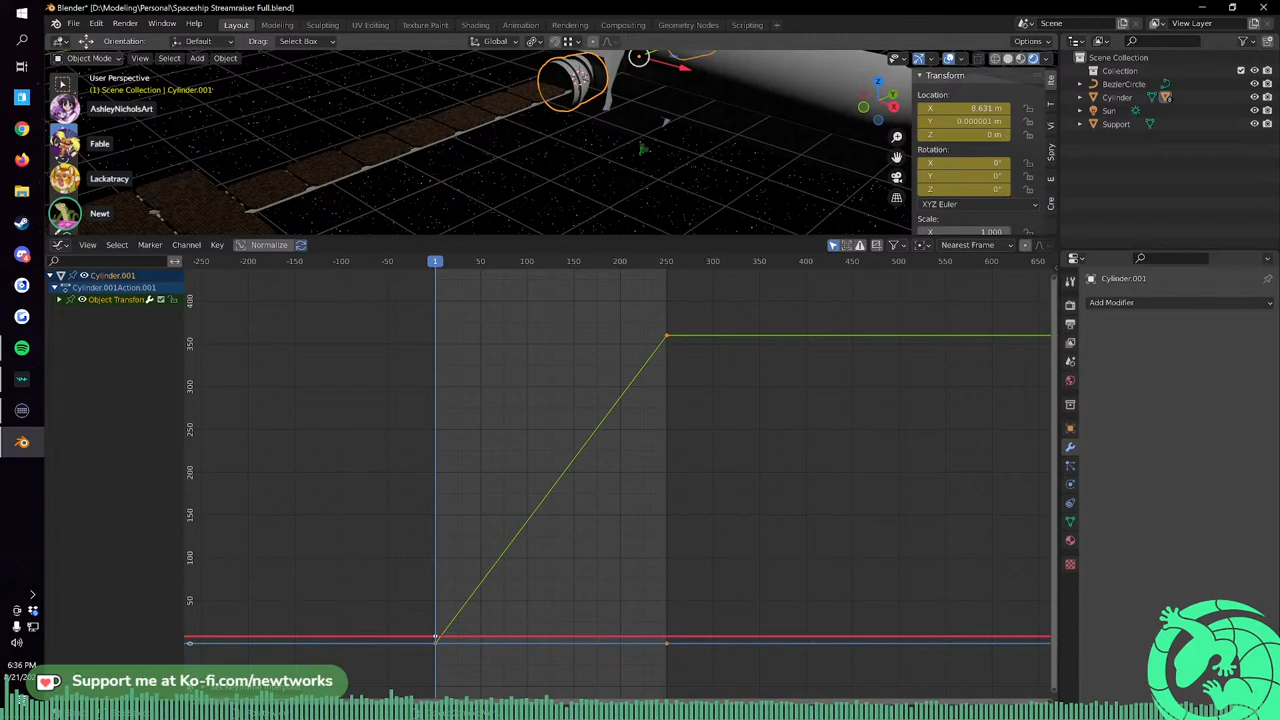 Blender* [D:\Modeling\Personal\Spaceship Streamraiser Full.blend]
File Edit Render Window Help Layout Modeling Sculpting UV Editing Texture Paint Shading Animation Rendering Compositing Geometry Nodes Scripting Scene View Layer
Orientation: Default Drag: Select Box Global Options
Object Mode View Select Add Object
User Perspective
(1) Scene Collection | Cylinder.001
AshleyNicholsArt
Fable
Lackatracy
Newt
Transform
Location:
X 8.631 m
Y 0.000001 m
Z 0 m
Rotation:
X 0°
Y 0°
Z 0°
XYZ Euler
Scale:
X 1.000
Scene Collection
Collection
BezierCircle
Cylinder
Sun
Support
View Select Marker Channel Key Normalize Nearest Frame
-250 -200 -150 -100 -50 1 50 100 150 200 250 300 350 400 450 500 550 600 650
Cylinder.001
Cylinder.001Action.001
Object Transfon
400
350
300
250
200
150
100
50
0
Cylinder.001
Add Modifier
6:36 PM
Support me at Ko-fi.com/newtworks